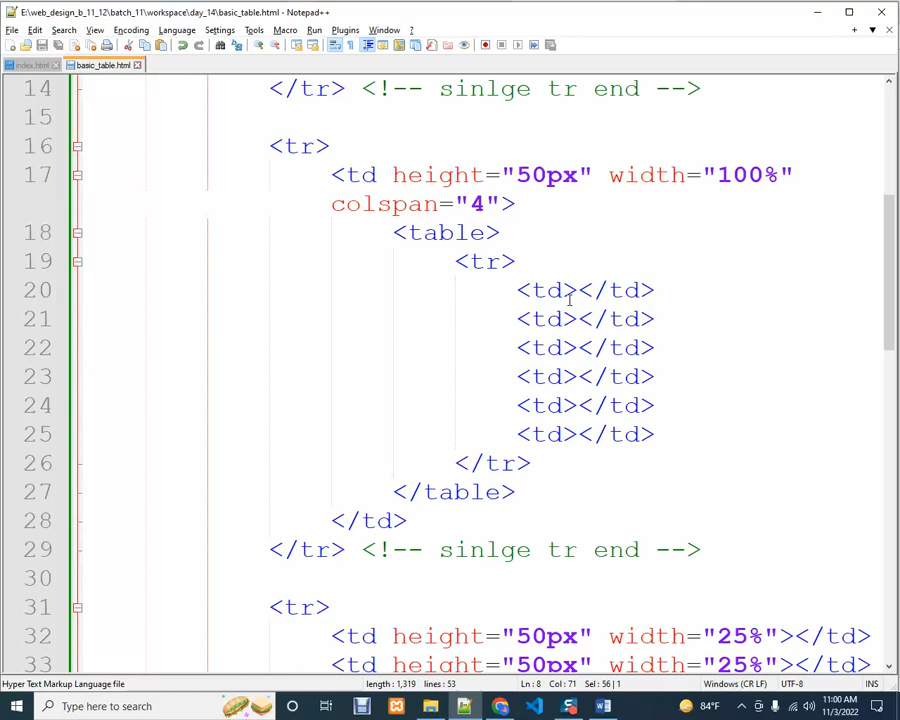 E:\web_design_b_11_12\batch_11\workspace\day_14\basic_table.html - Notepad++
File Edit Search View Encoding Language Settings Tools Macro Run Plugins Window ?
index.html basic_table.html
14 </tr> <!-- sinlge tr end -->
15
16 <tr>
17 <td height="50px" width="100%"
colspan="4">
18 <table>
19 <tr>
20 <td></td>
21 <td></td>
22 <td></td>
23 <td></td>
24 <td></td>
25 <td></td>
26 </tr>
27 </table>
28 </td>
29 </tr> <!-- sinlge tr end -->
30
31 <tr>
32 <td height="50px" width="25%"></td>
33 <td height="50px" width="25%"></td>
Hyper Text Markup Language file length : 1,319 lines : 53 Ln : 8 Col : 71 Sel : 56 | 1 Windows (CR LF) UTF-8 INS
Type here to search 84°F 11:00 AM
11/3/2022